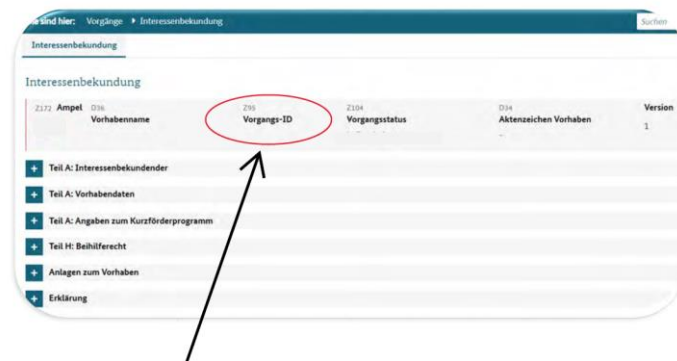 sind hier: Vorgänge Interessenbekundung
Suchen
Interessenbekundung
Interessenbekundung
Z172 Ampel D36 Z93 Z104 D34 Version
Vorhabenname Vorgangs-ID Vorgangsstatus Aktenzeichen Vorhaben
1
+ Teil A: Interessenbekundender
+ Teil A: Vorhabendaten
+ Teil A: Angaben zum Kurzförderprogramm
+ Teil H: Beihilferecht
+ Anlagen zum Vorhaben
+ Erklärung